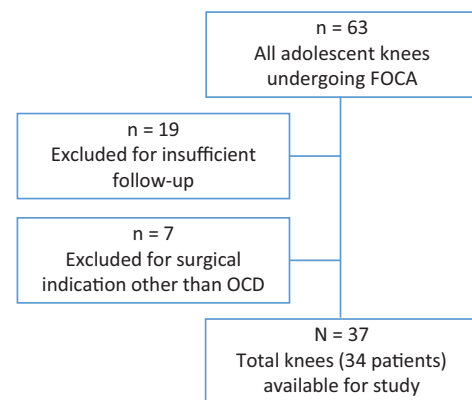 n = 63
All adolescent knees
undergoing FOCA
n = 19
Excluded for insufficient
follow-up
n = 7
Excluded for surgical
indication other than OCD
N = 37
Total knees (34 patients)
available for study